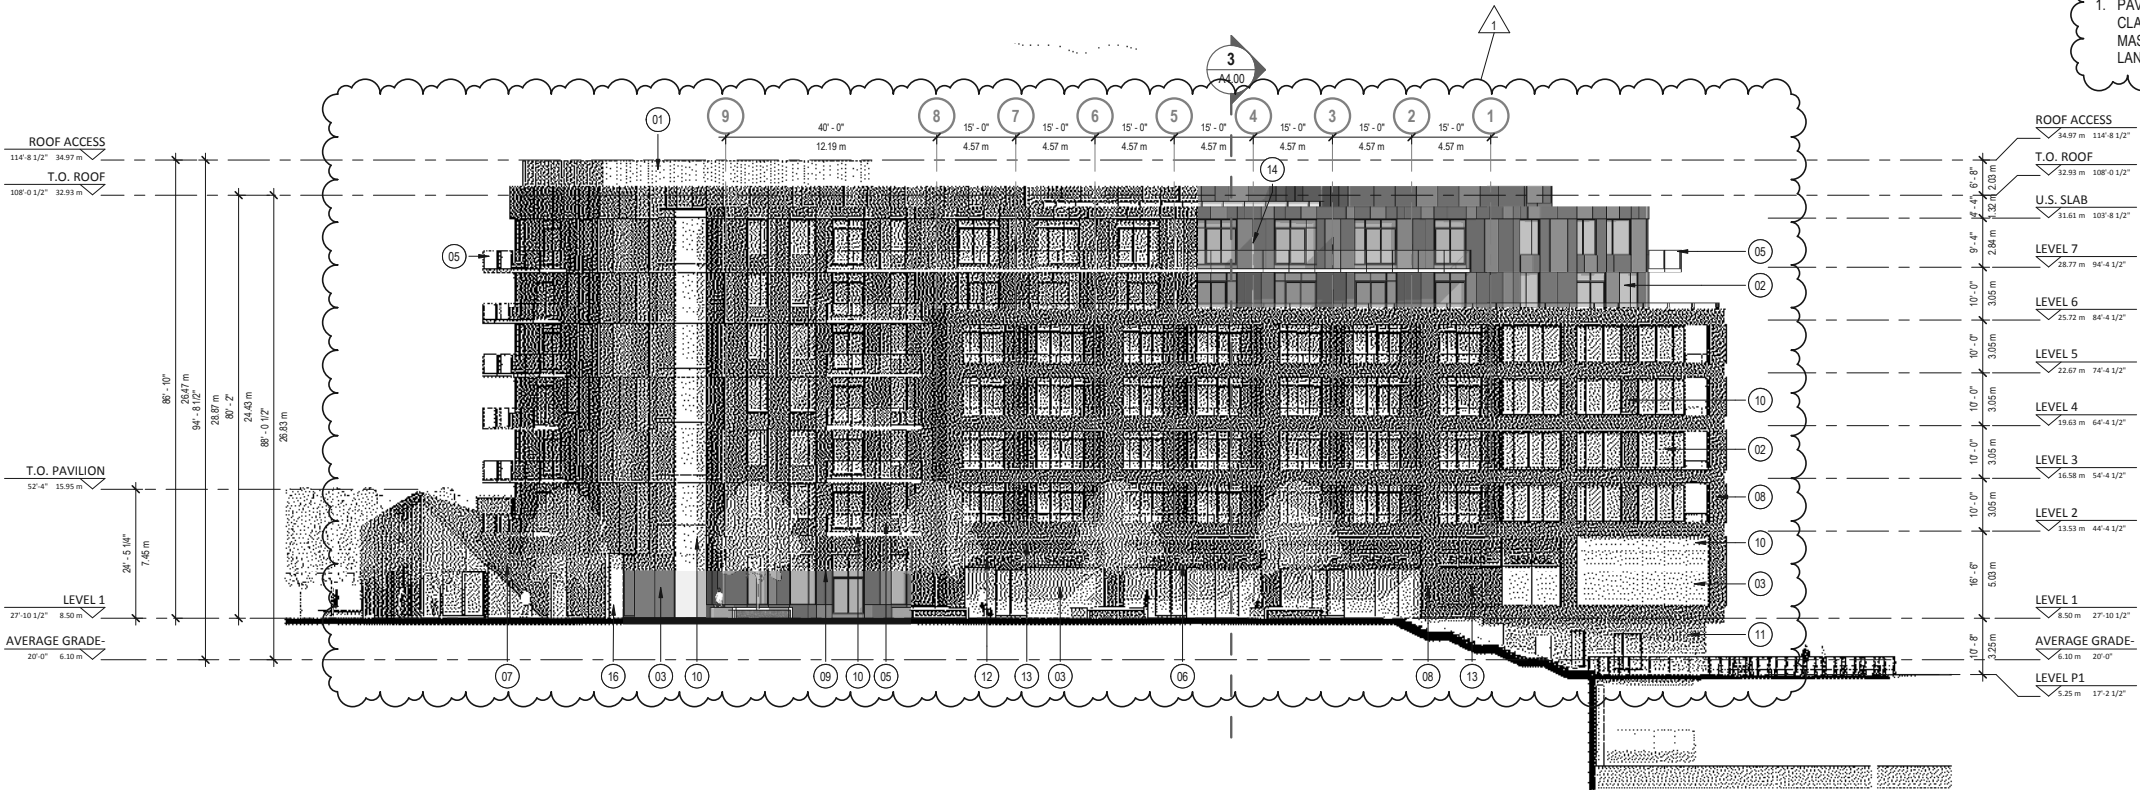 1. PAV
CLA
MAS
LAN
1
3
A4.00
9
8
7
6
5
4
3
2
1
40' - 0"
15' - 0"
15' - 0"
15' - 0"
15' - 0"
15' - 0"
15' - 0"
15' - 0"
12.19 m
4.57 m
4.57 m
4.57 m
4.57 m
4.57 m
4.57 m
4.57 m
01
14
05
05
02
10
02
08
10
03
11
07
16
03
10
09
10
05
12
13
03
06
08
13
ROOF ACCESS
114'-8 1/2" 34.97 m
T.O. ROOF
108'-0 1/2" 32.93 m
T.O. PAVILION
52'-4" 15.95 m
LEVEL 1
27'-10 1/2" 8.50 m
AVERAGE GRADE-
20'-0" 6.10 m
86' - 10"
26.47 m
94' - 8 1/2"
28.87 m
80' - 2"
24.43 m
88' - 0 1/2"
26.83 m
24' - 5 1/4"
7.45 m
ROOF ACCESS
34.97 m 114'-8 1/2"
T.O. ROOF
32.93 m 108'-0 1/2"
U.S. SLAB
31.61 m 103'-8 1/2"
LEVEL 7
28.77 m 94'-4 1/2"
LEVEL 6
25.72 m 84'-4 1/2"
LEVEL 5
22.67 m 74'-4 1/2"
LEVEL 4
19.63 m 64'-4 1/2"
LEVEL 3
16.58 m 54'-4 1/2"
LEVEL 2
13.53 m 44'-4 1/2"
LEVEL 1
8.50 m 27'-10 1/2"
AVERAGE GRADE-
6.10 m 20'-0"
LEVEL P1
5.25 m 17'-2 1/2"
6' - 8"
2.03 m
4' - 4"
1.32 m
9' - 4"
2.84 m
10' - 0"
3.05 m
10' - 0"
3.05 m
10' - 0"
3.05 m
10' - 0"
3.05 m
10' - 0"
3.05 m
16' - 6"
5.03 m
10' - 8"
3.25 m